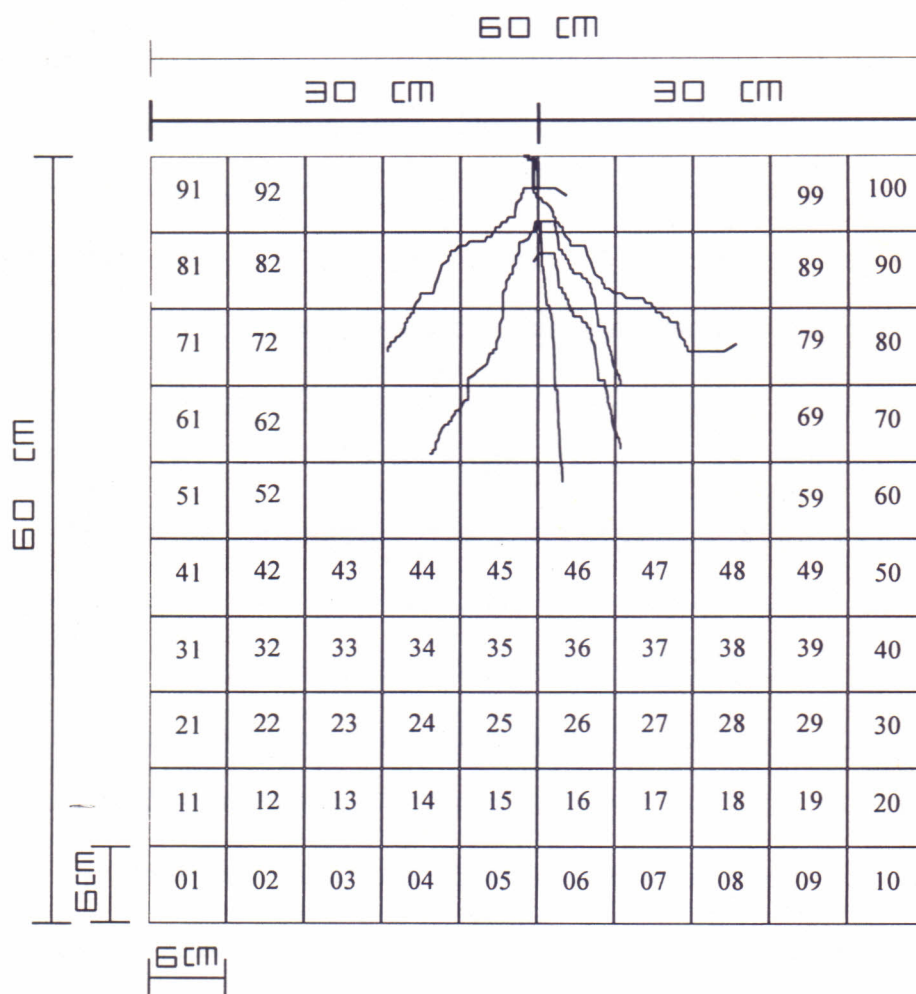 60 CM
30 CM 30 CM
91 92 99 100
81 82 89 90
71 72 79 80
61 62 69 70
60 CM
51 52 59 60
41 42 43 44 45 46 47 48 49 50
31 32 33 34 35 36 37 38 39 40
21 22 23 24 25 26 27 28 29 30
11 12 13 14 15 16 17 18 19 20
6CM
01 02 03 04 05 06 07 08 09 10
6CM